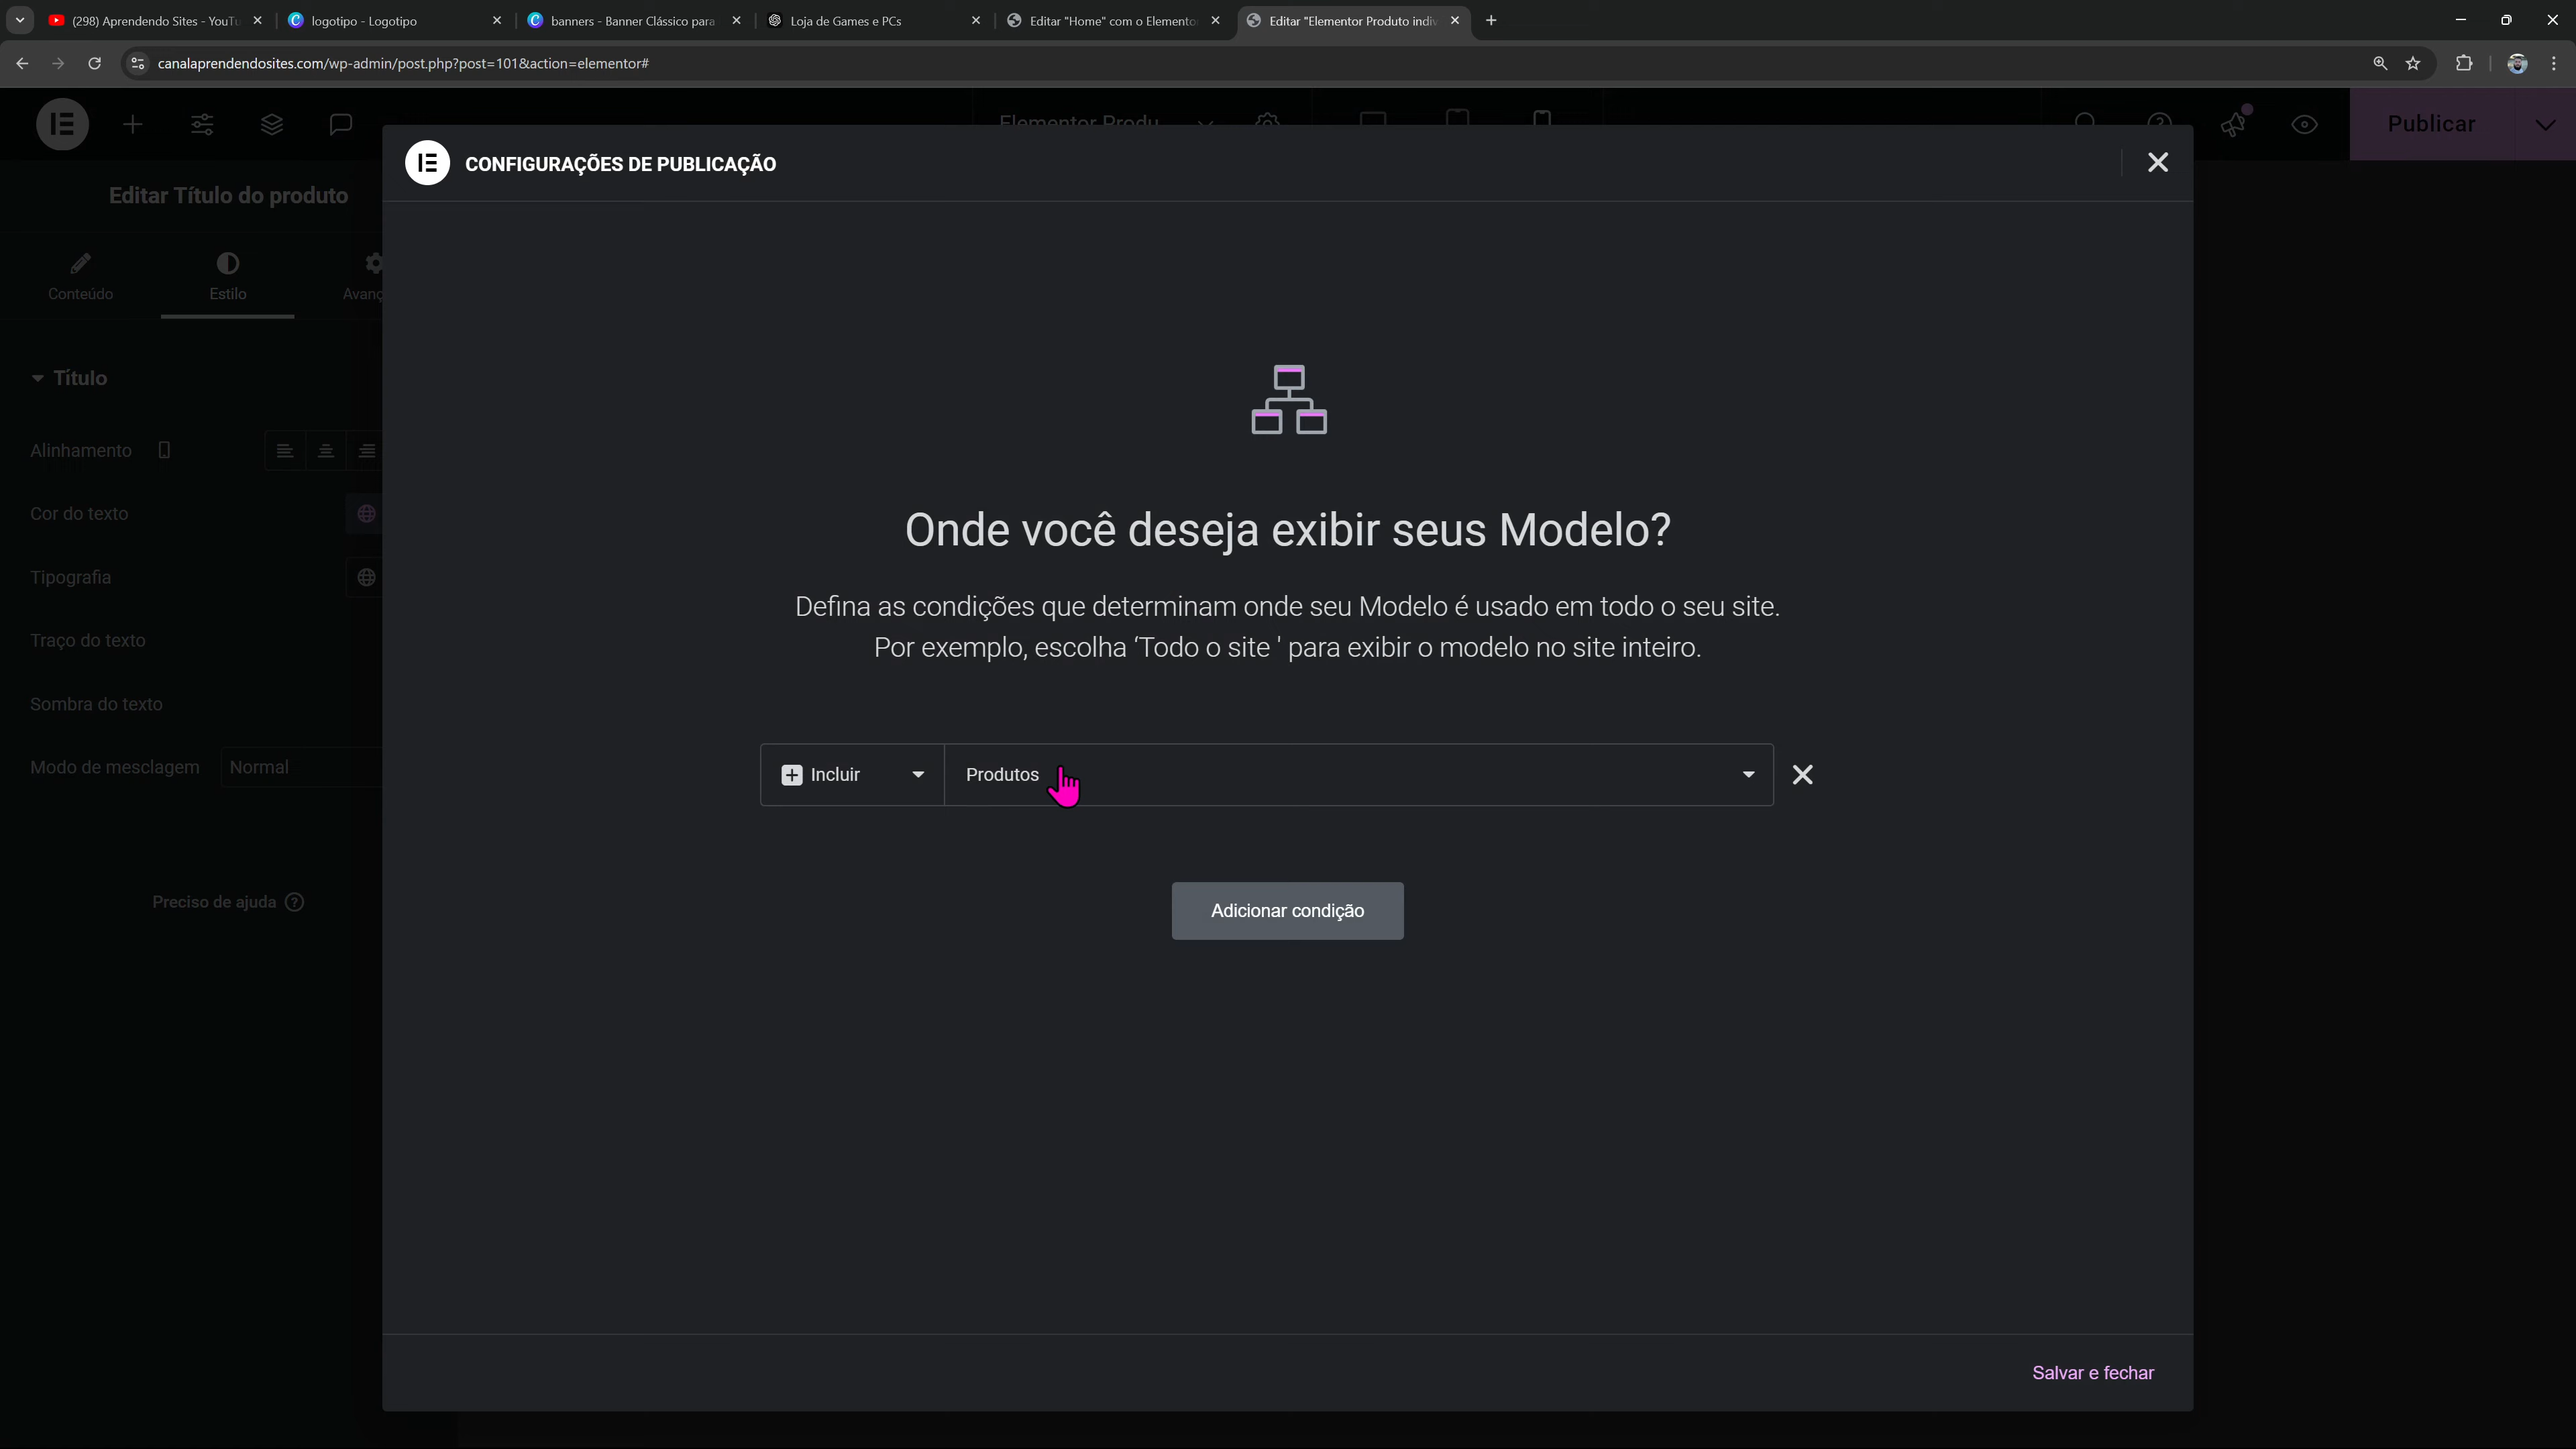 (298) Aprendendo Sites - YouTu
logotipo - Logotipo
banners - Banner Clássico para
Loja de Games e PCs
Editar "Home" com o Elemento
Editar "Elementor Produto indiv
canalaprendendosites.com/wp-admin/post.php?post=101&action=elementor#
Elementor Produ
Publicar
CONFIGURAÇÕES DE PUBLICAÇÃO
Editar Título do produto
Conteúdo
Estilo
Avanç
Título
Alinhamento
Cor do texto
Tipografia
Traço do texto
Sombra do texto
Modo de mesclagem
Normal
Preciso de ajuda
Onde você deseja exibir seus Modelo?
Defina as condições que determinam onde seu Modelo é usado em todo o seu site.
Por exemplo, escolha ‘Todo o site ' para exibir o modelo no site inteiro.
Incluir
Produtos
Adicionar condição
Salvar e fechar